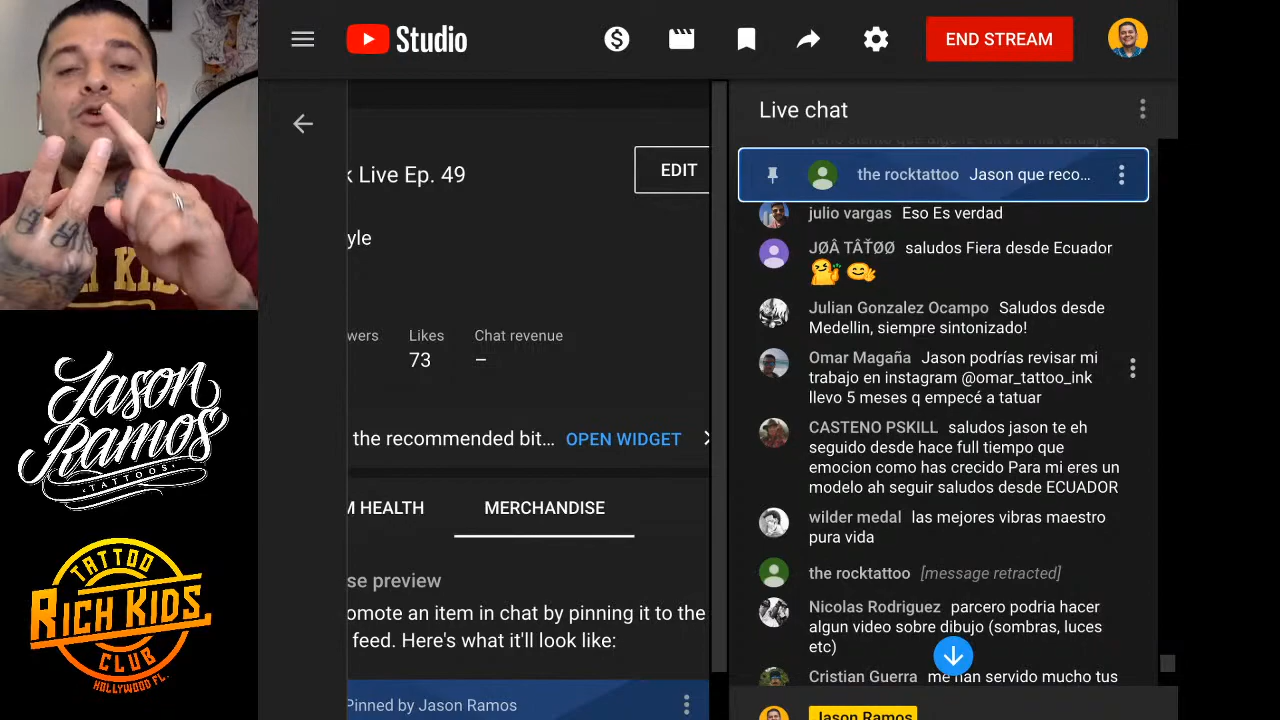 Studio
END STREAM
k Live Ep. 49
EDIT
yle
wers
Likes
Chat revenue
73
–
the recommended bit...
OPEN WIDGET
M HEALTH
MERCHANDISE
se preview
omote an item in chat by pinning it to the
feed. Here's what it'll look like:
Pinned by Jason Ramos
Live chat
the rocktattoo Jason que reco...
julio vargas Eso Es verdad
JØÂ TÂŤØØ saludos Fiera desde Ecuador
Julian Gonzalez Ocampo Saludos desde
Medellin, siempre sintonizado!
Omar Magaña Jason podrías revisar mi
trabajo en instagram @omar_tattoo_ink
llevo 5 meses q empecé a tatuar
CASTENO PSKILL saludos jason te eh
seguido desde hace full tiempo que
emocion como has crecido Para mi eres un
modelo ah seguir saludos desde ECUADOR
wilder medal las mejores vibras maestro
pura vida
the rocktattoo [message retracted]
Nicolas Rodriguez parcero podria hacer
algun video sobre dibujo (sombras, luces
etc)
Cristian Guerra me han servido mucho tus
Jason Ramos
Jason
Ramos
TATTOOS
TATTOO
RICH KIDS
CLUB
HOLLYWOOD FL.